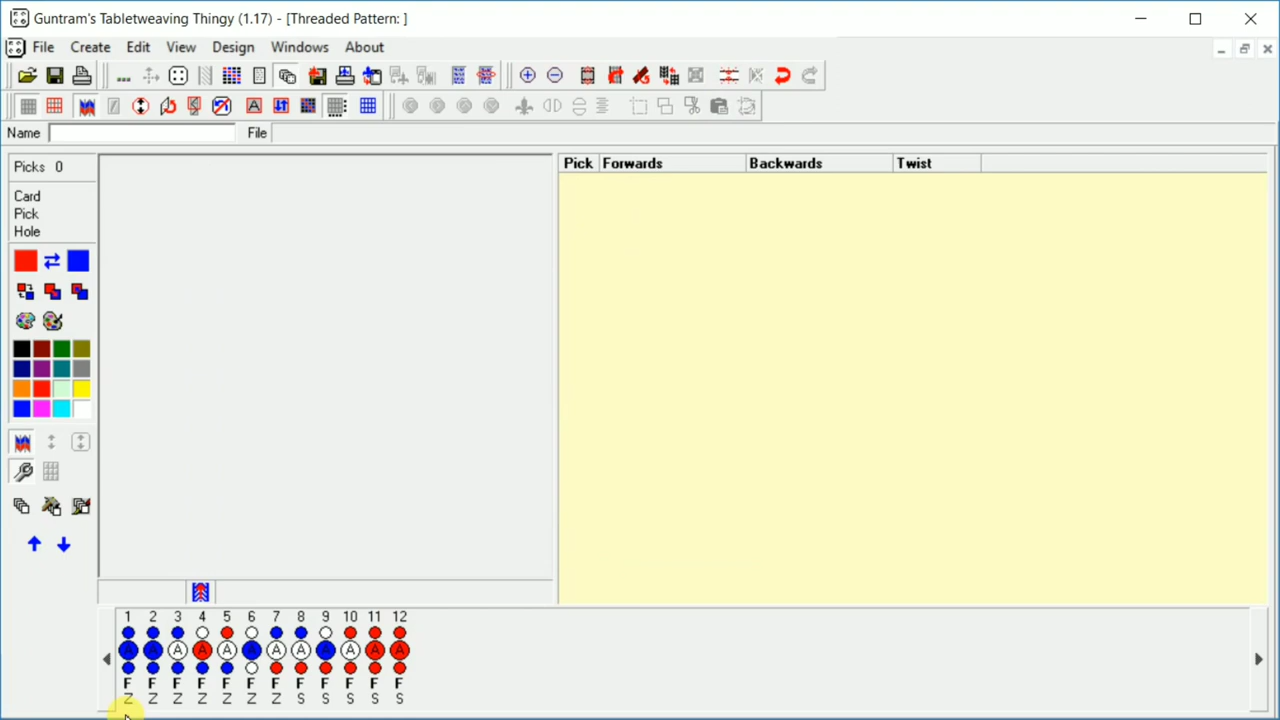 Guntram's Tabletweaving Thingy (1.17) - [Threaded Pattern: ]
File Create Edit View Design Windows About
Name File
Picks 0
Card
Pick
Hole
Pick Forwards Backwards Twist
1 2 3 4 5 6 7 8 9 10 11 12
A A A A A A A A A A A A
F F F F F F F F F F F F
Z Z Z Z Z Z Z S S S S S